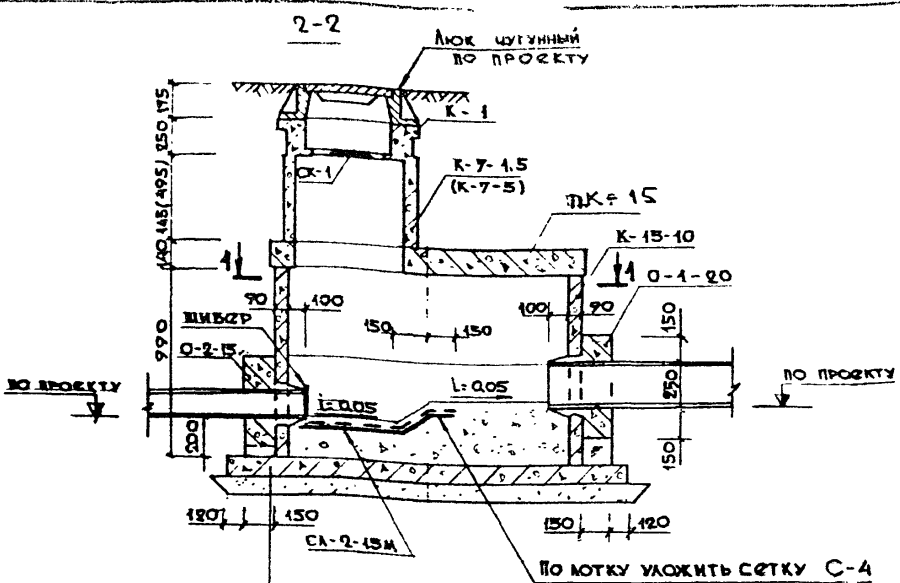 2-2
Люк чугунный
по проекту
К-1
175
250
СК-1
К-7-1.5
(К-7-5)
145(495)
ПК-15
140
К-15-10
1
1
О-1-20
90
100
100
90
150
150
150
шибер
990
О-2-15
по проекту
i=0.05
i=0.05
250
по проекту
200
150
120
150
150
120
СЛ-2-15М
По лотку уложить сетку С-4